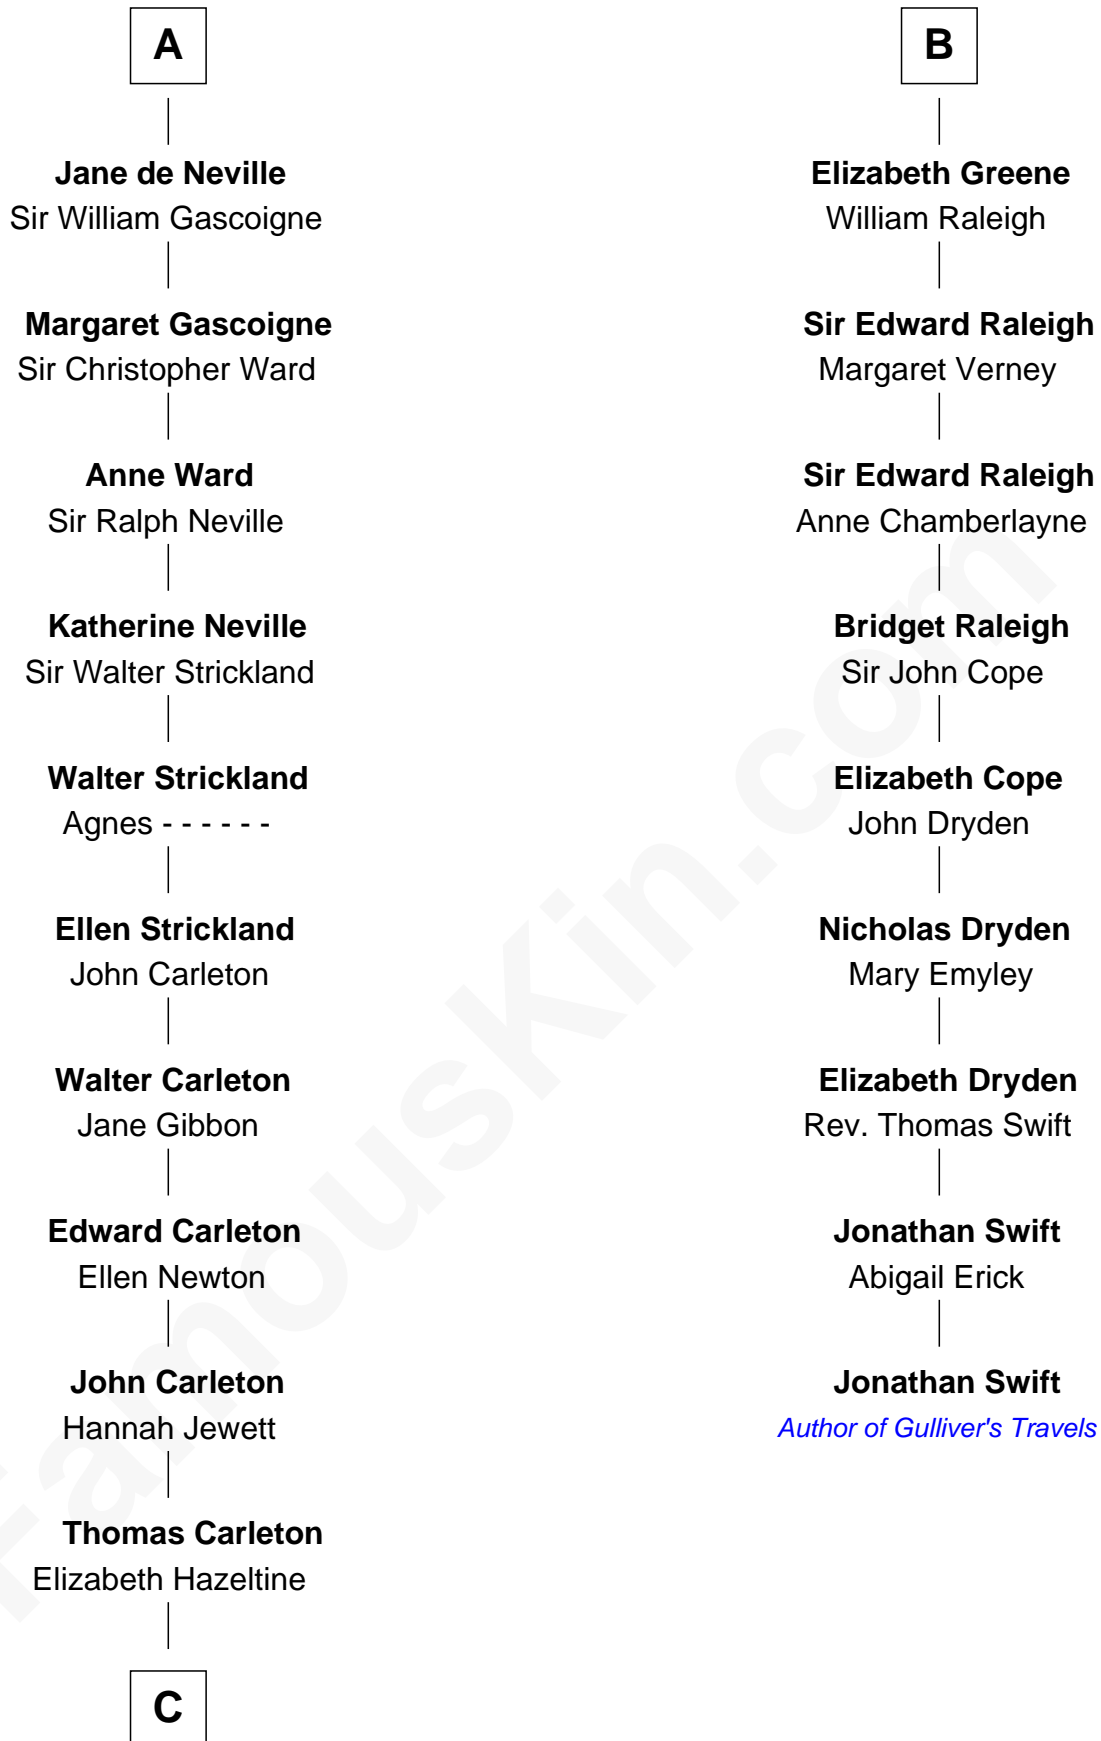 A
Jane de Neville
Sir William Gascoigne
Margaret Gascoigne
Sir Christopher Ward
Anne Ward
Sir Ralph Neville
Katherine Neville
Sir Walter Strickland
Walter Strickland
Agnes - - - - - -
Ellen Strickland
John Carleton
Walter Carleton
Jane Gibbon
Edward Carleton
Ellen Newton
John Carleton
Hannah Jewett
Thomas Carleton
Elizabeth Hazeltine
C
B
Elizabeth Greene
William Raleigh
Sir Edward Raleigh
Margaret Verney
Sir Edward Raleigh
Anne Chamberlayne
Bridget Raleigh
Sir John Cope
Elizabeth Cope
John Dryden
Nicholas Dryden
Mary Emyley
Elizabeth Dryden
Rev. Thomas Swift
Jonathan Swift
Abigail Erick
Jonathan Swift
Author of Gulliver's Travels
FamousKin.com